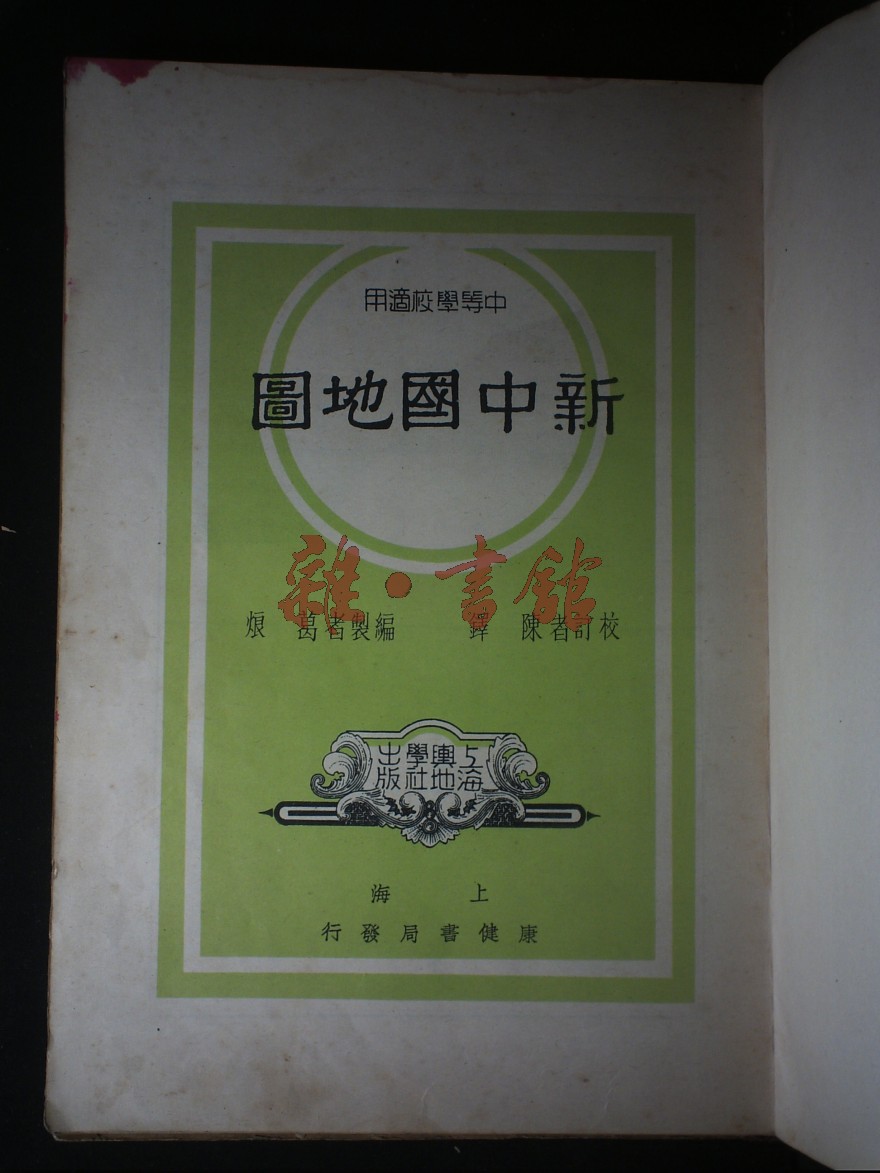 中等學校適用
新中國地圖
雜·書館
校訂者陳鐸 編製者葛烺
上海
輿地
學社
出版
上海
康健書局發行